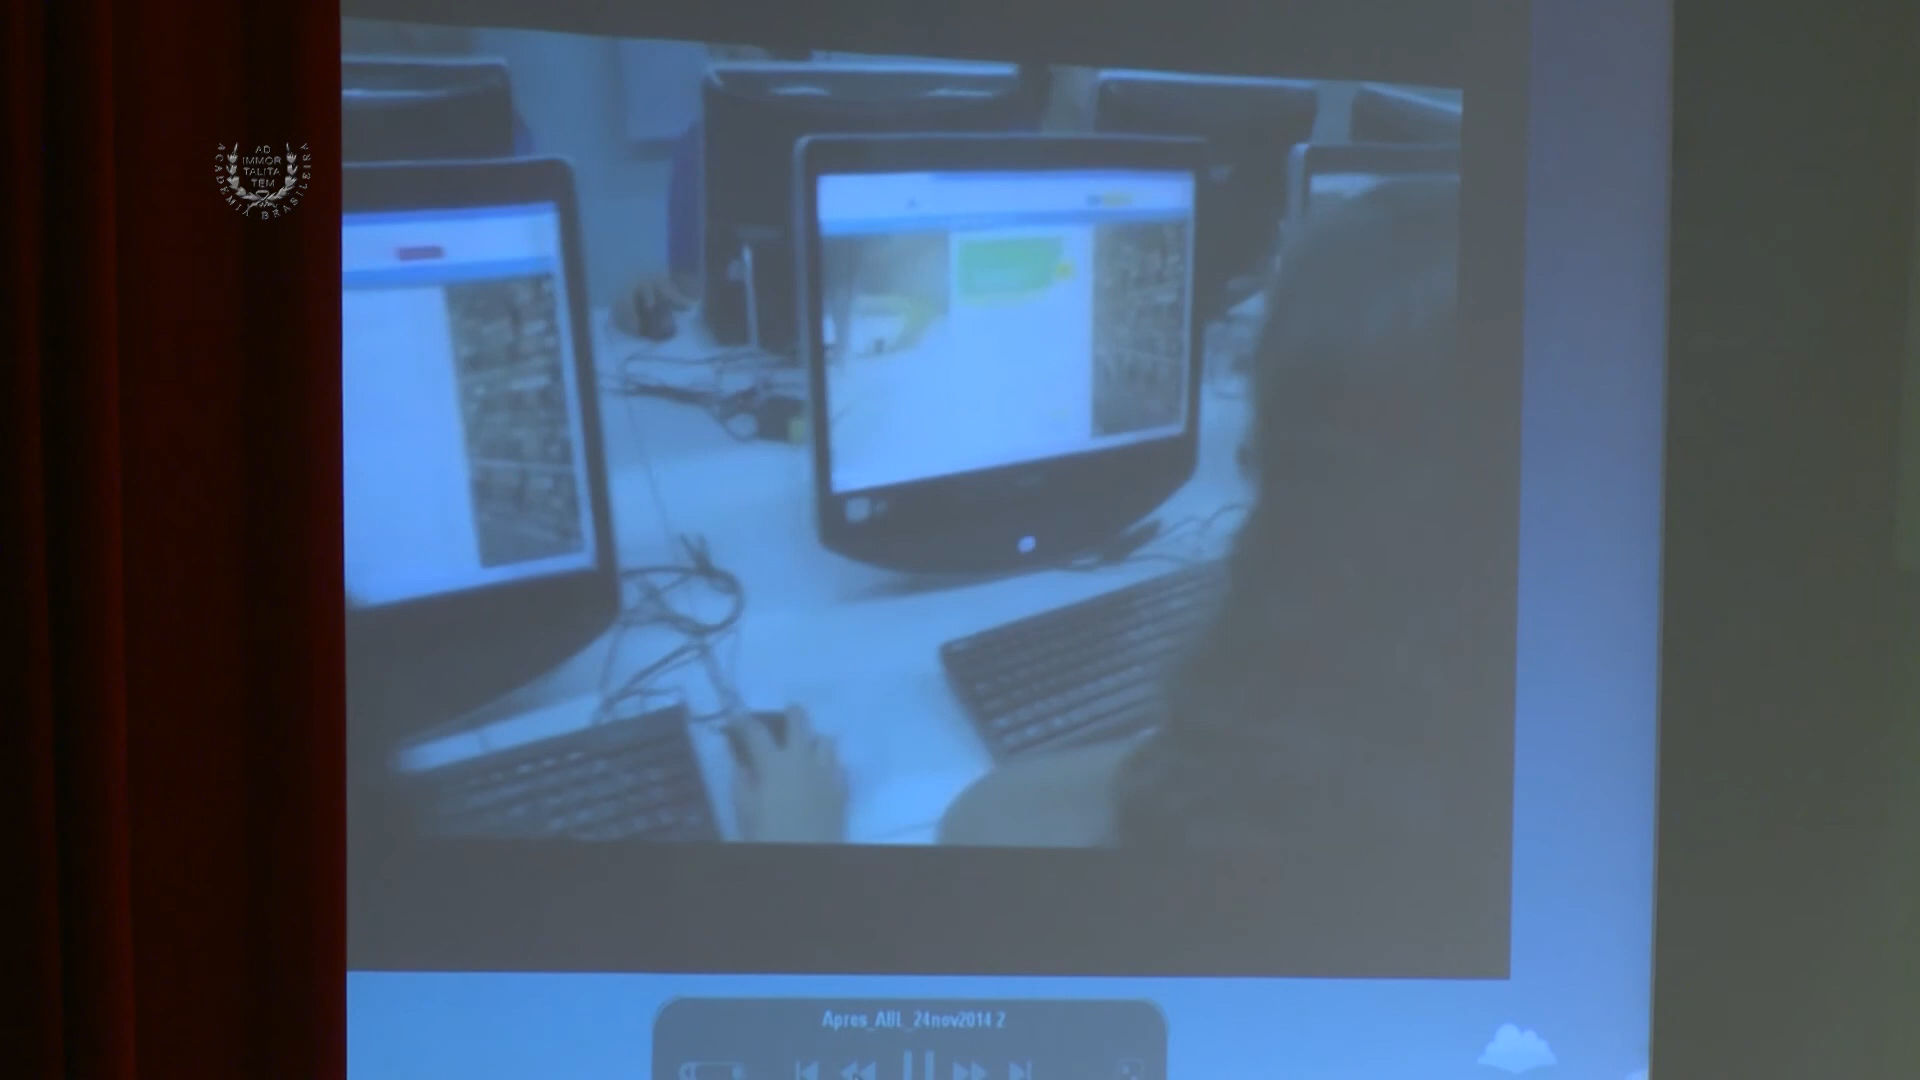 AD
IMMOR
TALITA
TEM
ACADEMIA BRASILEIRA
Apres_ABL_24nov2014 2